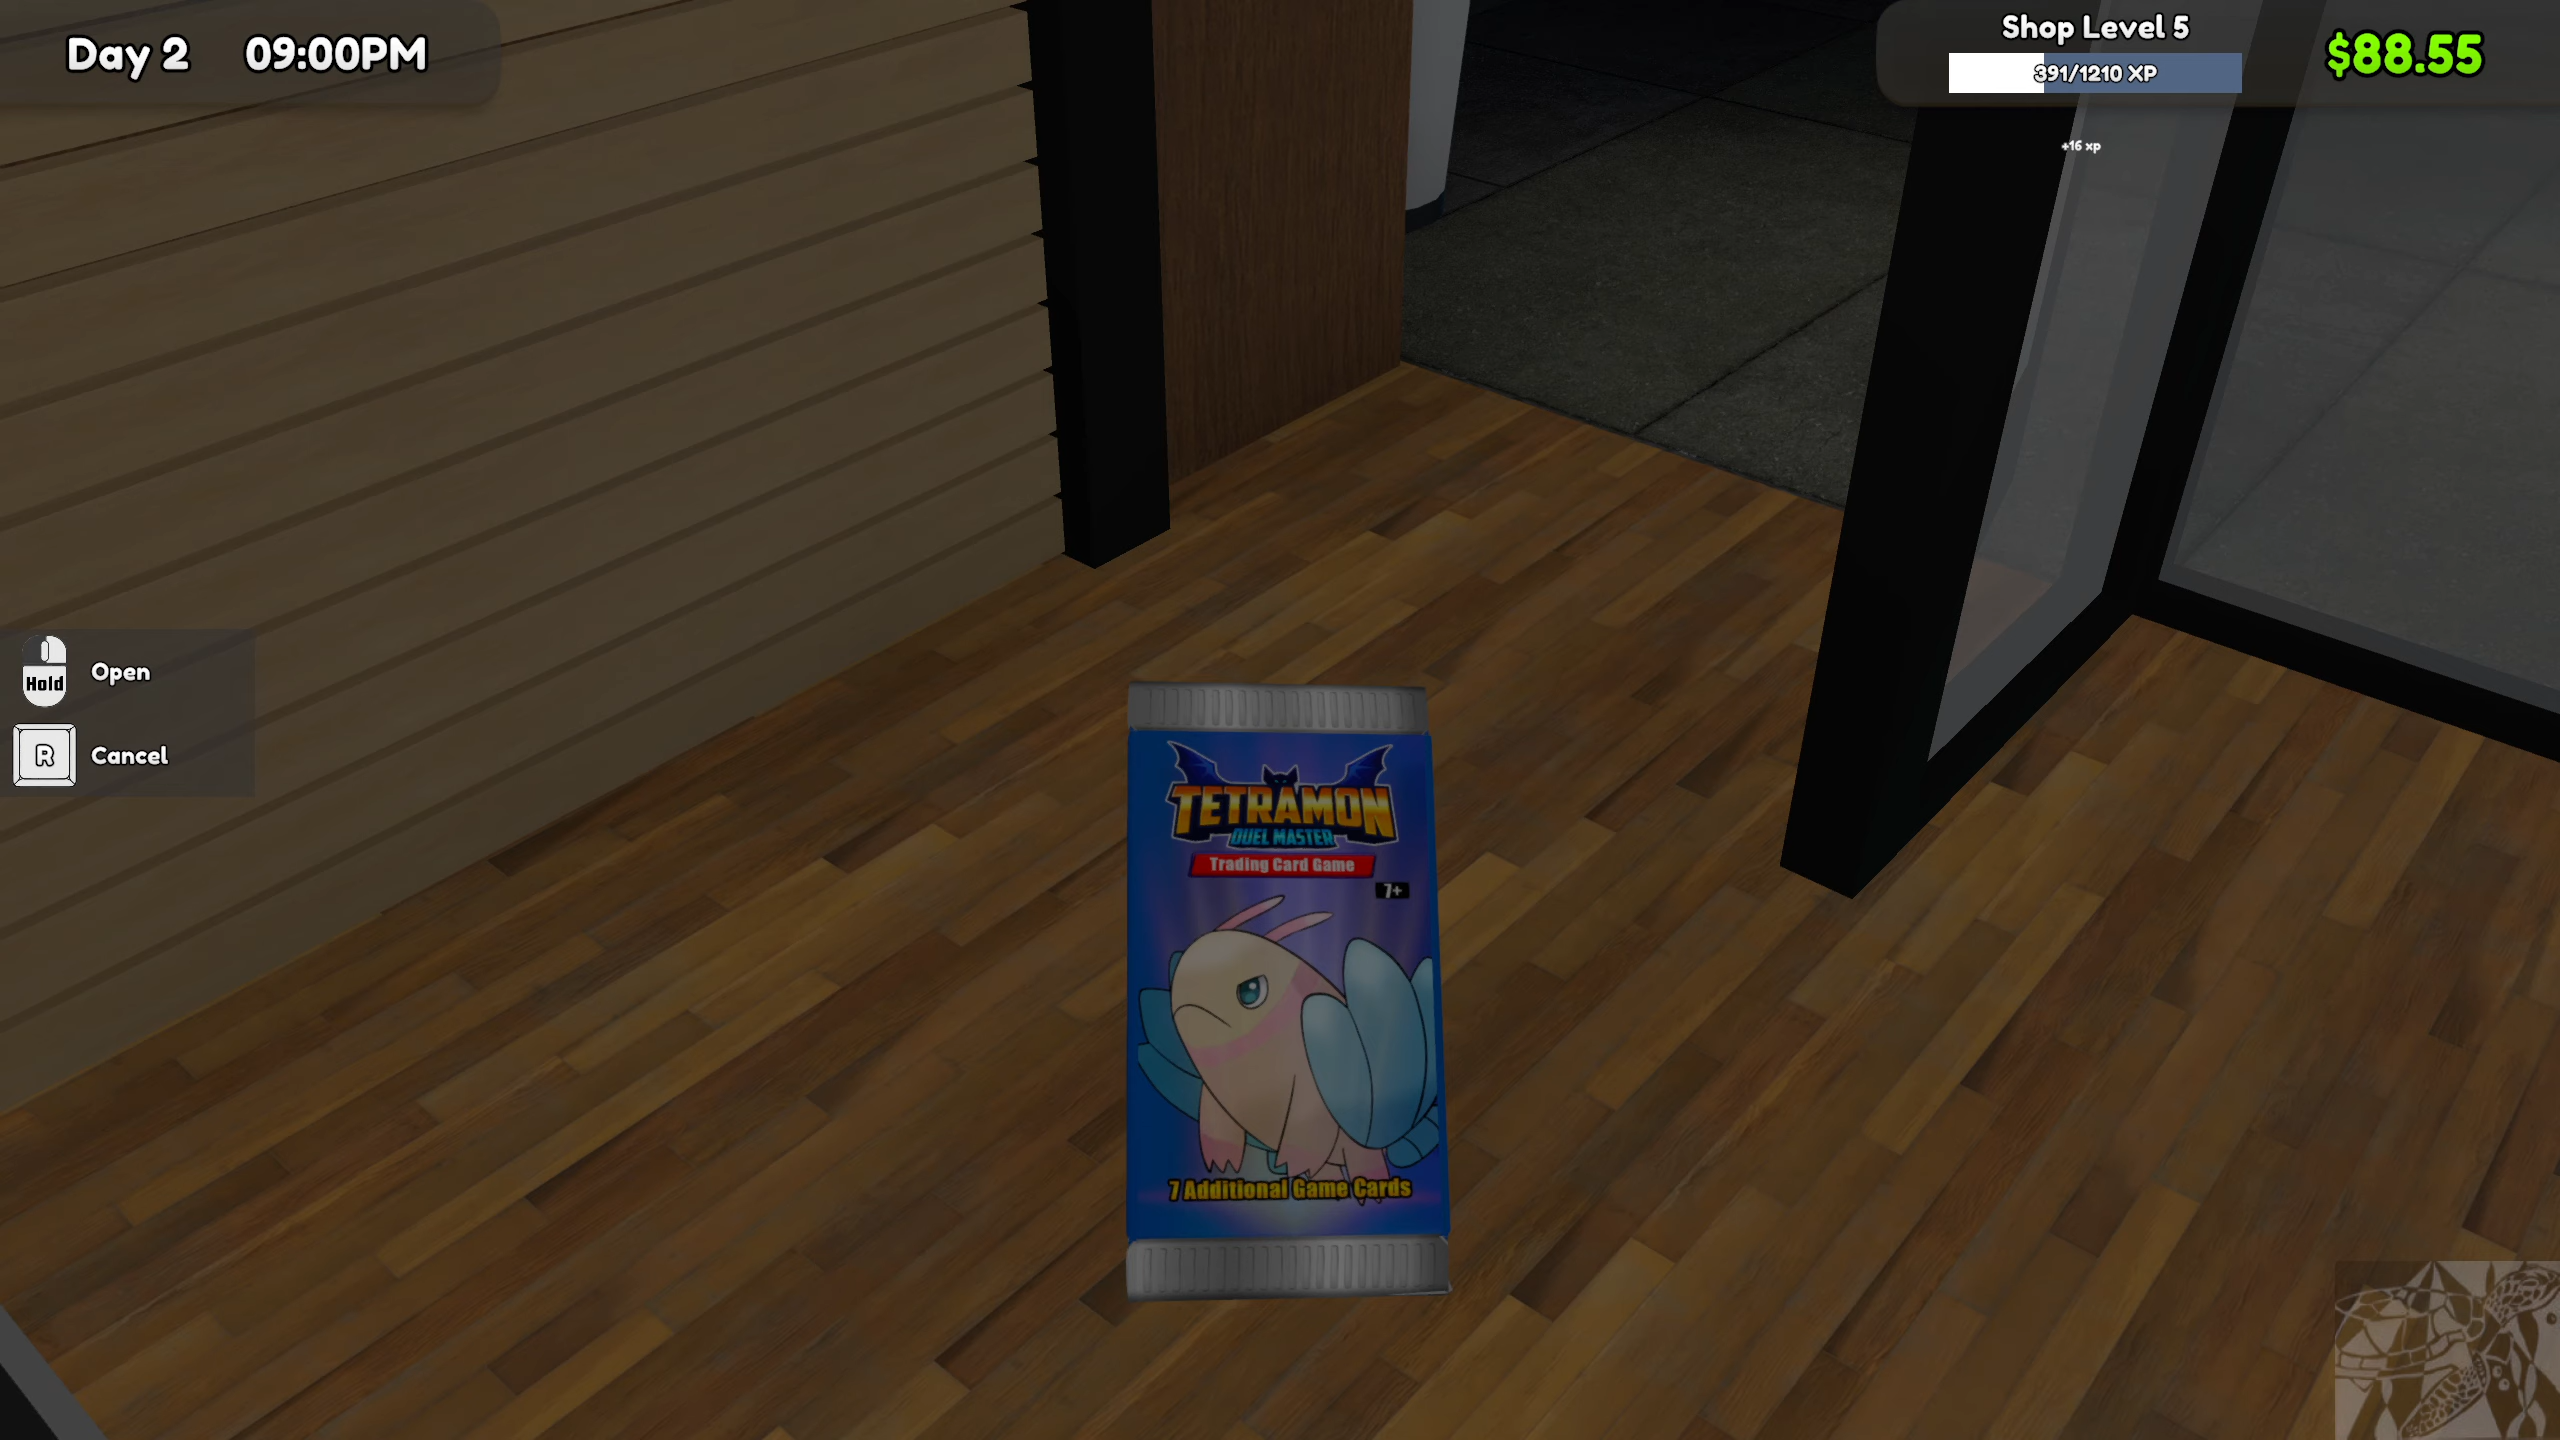 Day 2 09:00PM
Shop Level 5
391/1210 XP
$88.55
+16 xp
Hold Open
R Cancel
TETRAMON
DUEL MASTER
Trading Card Game
7+
7 Additional Game Cards